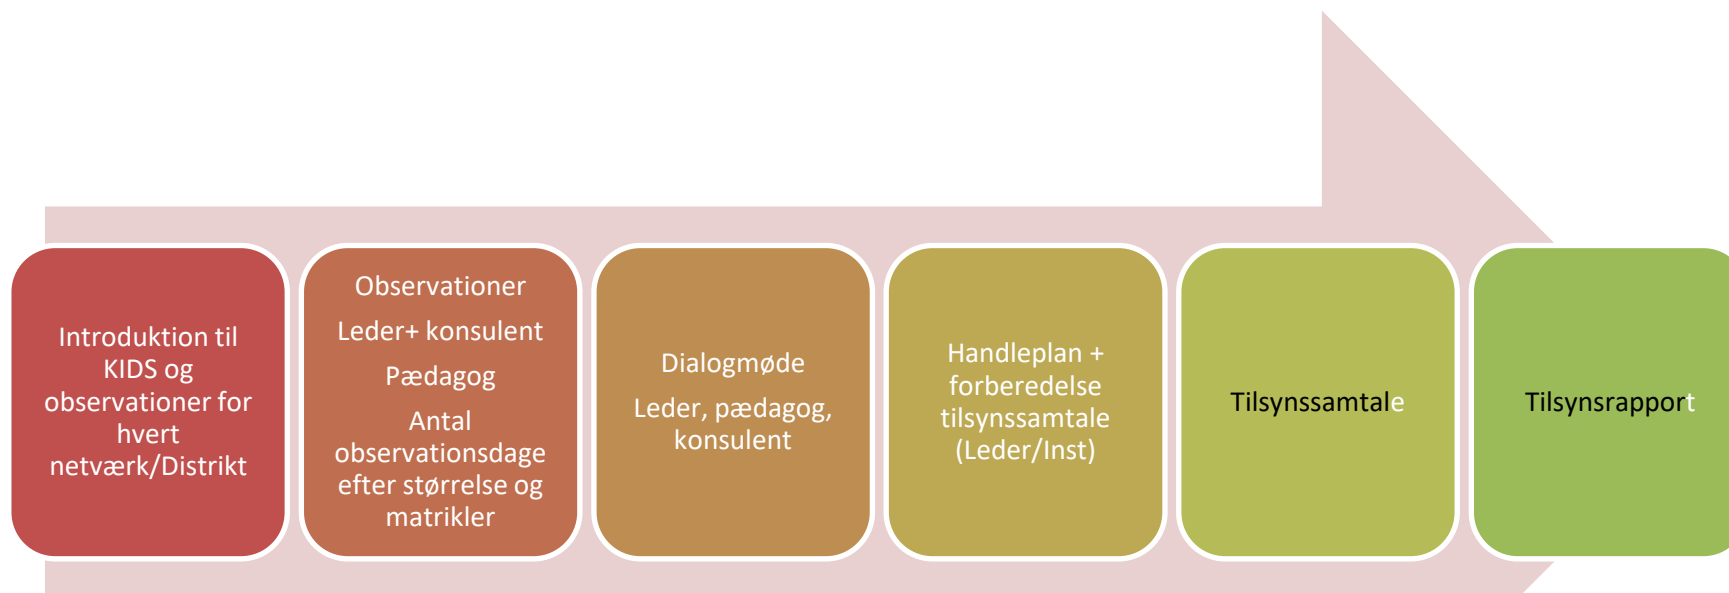 Introduktion til
KIDS og
observationer for
hvert
netværk/Distrikt
Observationer
Leder+ konsulent
Pædagog
Antal
observationsdage
efter størrelse og
matrikler
Dialogmøde
Leder, pædagog,
konsulent
Handleplan +
forberedelse
tilsynssamtale
(Leder/Inst)
Tilsynssamtale
Tilsynsrapport